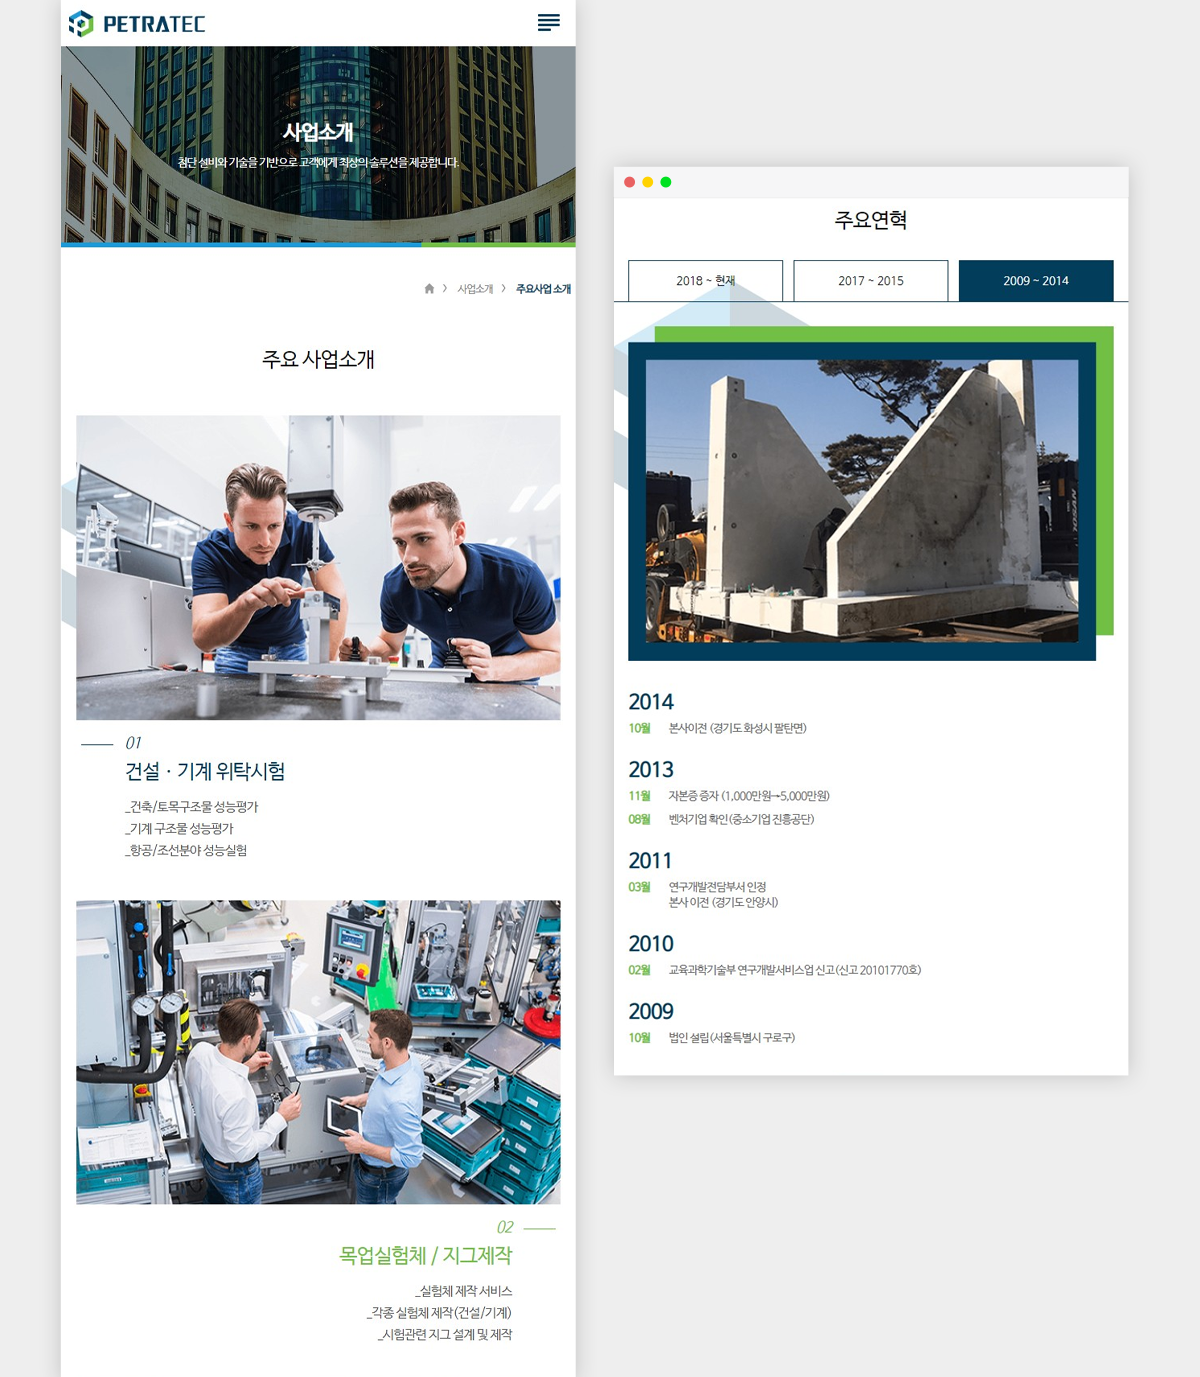 PETRATEC
사업소개
첨단 설비와 기술을 기반으로 고객에게 최상의 솔루션을 제공합니다.
사업소개 > 주요사업 소개
주요 사업소개
01
건설 · 기계 위탁시험
_건축/토목구조물 성능평가
_기계 구조물 성능평가
_항공/조선분야 성능실험
02
목업실험체 / 지그제작
_실험체 제작 서비스
_각종 실험체 제작(건설/기계)
_시험관련 지그 설계 및 제작
주요연혁
2018 ~ 현재
2017 ~ 2015
2009 ~ 2014
DOOSAN
2014
10월 본사이전 (경기도 화성시 팔탄면)
2013
11월 자본증 증자 (1,000만원→5,000만원)
08월 벤처기업 확인(중소기업 진흥공단)
2011
03월 연구개발전담부서 인정
본사 이전 (경기도 안양시)
2010
02월 교육과학기술부 연구개발서비스업 신고(신고 20101770호)
2009
10월 법인 설립(서울특별시 구로구)